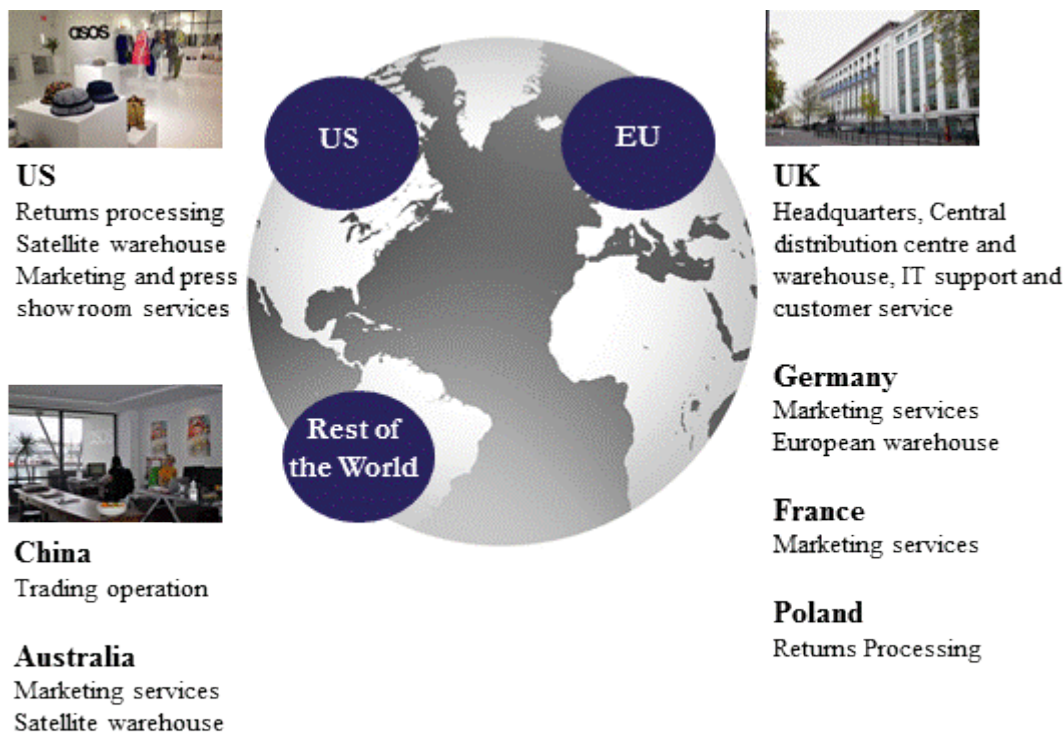 asos
US
Returns processing
Satellite warehouse
Marketing and press
show room services
China
Trading operation
Australia
Marketing services
Satellite warehouse
US
EU
Rest of
the World
UK
Headquarters, Central
distribution centre and
warehouse, IT support and
customer service
Germany
Marketing services
European warehouse
France
Marketing services
Poland
Returns Processing